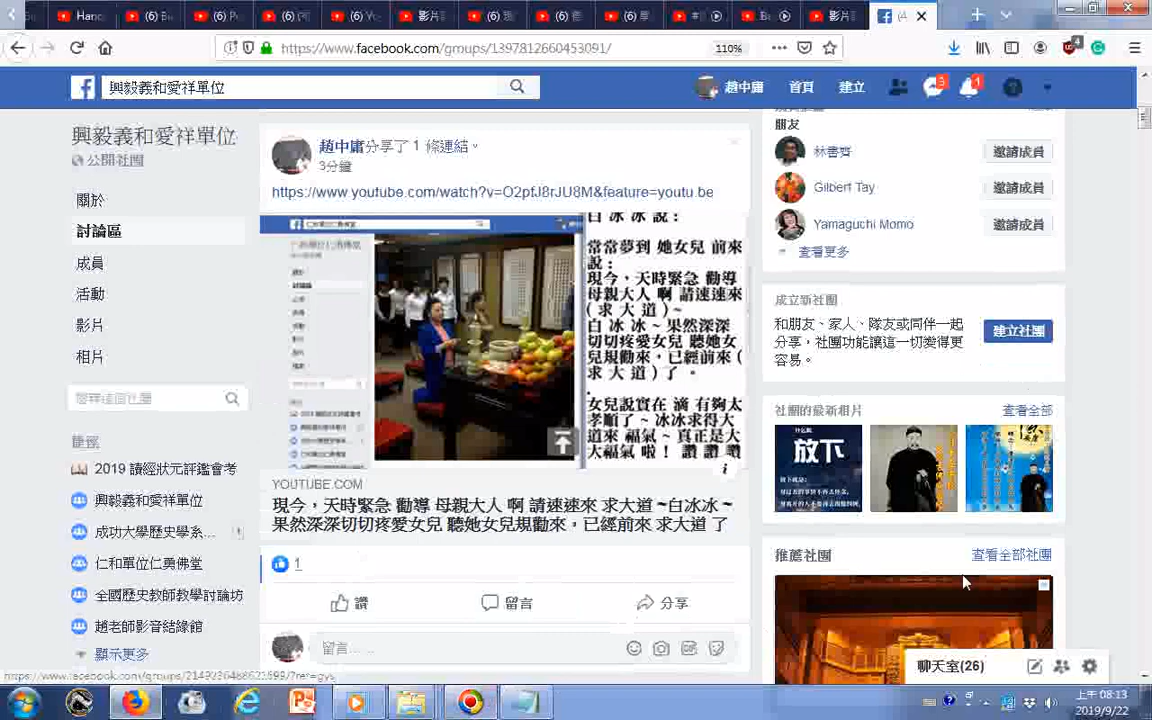 (6)
(6)
(6)
(6)
影片
(6)
(6)
(6)
影片
https://www.facebook.com/groups/1397812660453091/
110%
4
興毅義和愛祥單位
趙中庸
首頁
建立
3
1
興毅義和愛祥單位
公開社團
關於
討論區
成員
活動
影片
相片
搜尋這個社團
捷徑
2019 讀經狀元評鑑會考
興毅義和愛祥單位
成功大學歷史學系...
仁和單位仁勇佛堂
全國歷史教師教學討論坊
趙老師影音結緣館
顯示更多
趙中庸分享了 1 條連結。
3分鐘
https://www.youtube.com/watch?v=O2pfJ8rJU8M&feature=youtu.be
白 冰 冰 說：
常常夢到 她女兒 前來
說：
現今，天時緊急 勸導
母親大人 啊 請速速來
( 求 大 道 )~
白 冰 冰 ~ 果然深深
切切疼愛女兒 聽她女
兒規勸來，已經前來 (
求 大 道 ) 了 。
女兒說實在 滴 有夠太
孝順了 ~ 冰冰求得大
道來 福氣 ~ 真正是大
大福氣 啦！ 讚 讚 讚
YOUTUBE.COM
現今，天時緊急 勸導 母親大人 啊 請速速來 求大道 ~白冰冰 ~
果然深深切切疼愛女兒 聽她女兒規勸來，已經前來 求大道 了
1
讚
留言
分享
留言……
GIF
朋友
林書齊
邀請成員
Gilbert Tay
邀請成員
Yamaguchi Momo
邀請成員
查看更多
成立新社團
和朋友、家人、隊友或同伴一起
分享，社團功能讓這一切變得更
容易。
建立社團
社團的最新相片
查看全部
放下
推薦社團
查看全部社團
聊天室(26)
上午 08:13
2019/9/22